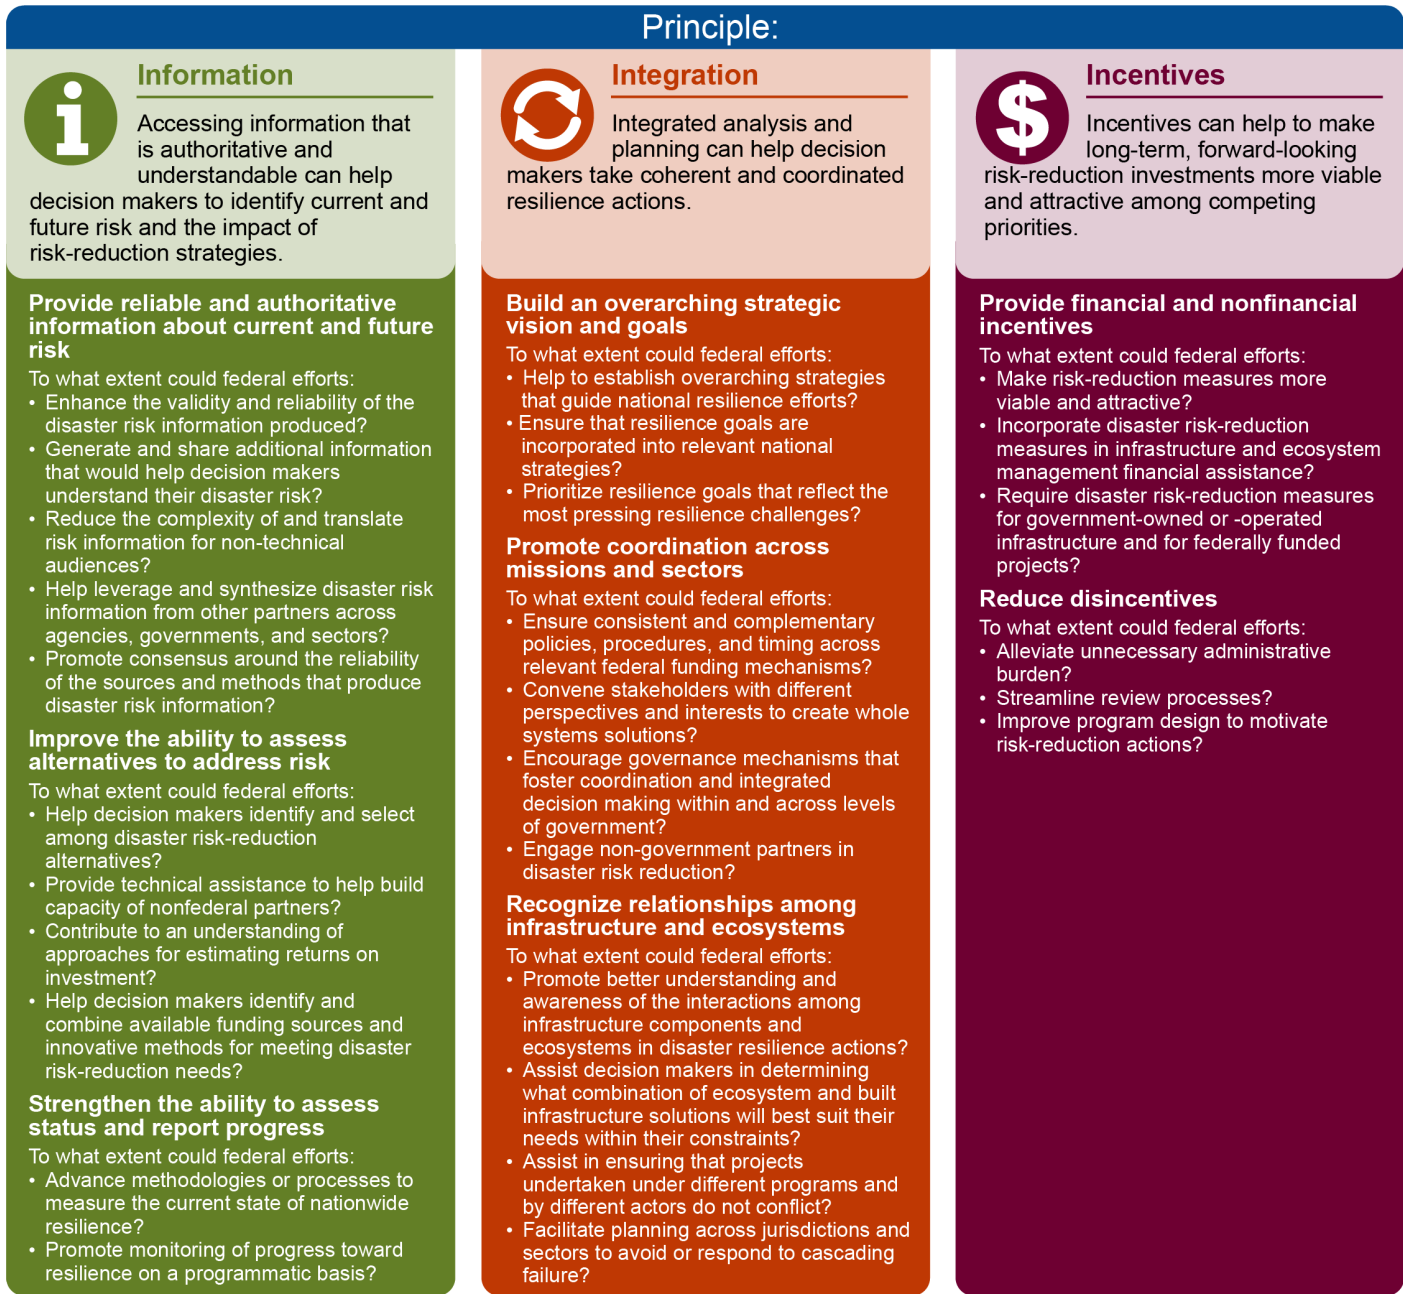 Principle:
Information
Accessing information that
is authoritative and
understandable can help
decision makers to identify current and
future risk and the impact of
risk-reduction strategies.
Provide reliable and authoritative
information about current and future
risk
To what extent could federal efforts:
• Enhance the validity and reliability of the
disaster risk information produced?
• Generate and share additional information
that would help decision makers
understand their disaster risk?
• Reduce the complexity of and translate
risk information for non-technical
audiences?
• Help leverage and synthesize disaster risk
information from other partners across
agencies, governments, and sectors?
• Promote consensus around the reliability
of the sources and methods that produce
disaster risk information?
Improve the ability to assess
alternatives to address risk
To what extent could federal efforts:
• Help decision makers identify and select
among disaster risk-reduction
alternatives?
• Provide technical assistance to help build
capacity of nonfederal partners?
• Contribute to an understanding of
approaches for estimating returns on
investment?
• Help decision makers identify and
combine available funding sources and
innovative methods for meeting disaster
risk-reduction needs?
Strengthen the ability to assess
status and report progress
To what extent could federal efforts:
• Advance methodologies or processes to
measure the current state of nationwide
resilience?
• Promote monitoring of progress toward
resilience on a programmatic basis?
Integration
Integrated analysis and
planning can help decision
makers take coherent and coordinated
resilience actions.
Build an overarching strategic
vision and goals
To what extent could federal efforts:
• Help to establish overarching strategies
that guide national resilience efforts?
• Ensure that resilience goals are
incorporated into relevant national
strategies?
• Prioritize resilience goals that reflect the
most pressing resilience challenges?
Promote coordination across
missions and sectors
To what extent could federal efforts:
• Ensure consistent and complementary
policies, procedures, and timing across
relevant federal funding mechanisms?
• Convene stakeholders with different
perspectives and interests to create whole
systems solutions?
• Encourage governance mechanisms that
foster coordination and integrated
decision making within and across levels
of government?
• Engage non-government partners in
disaster risk reduction?
Recognize relationships among
infrastructure and ecosystems
To what extent could federal efforts:
• Promote better understanding and
awareness of the interactions among
infrastructure components and
ecosystems in disaster resilience actions?
• Assist decision makers in determining
what combination of ecosystem and built
infrastructure solutions will best suit their
needs within their constraints?
• Assist in ensuring that projects
undertaken under different programs and
by different actors do not conflict?
• Facilitate planning across jurisdictions and
sectors to avoid or respond to cascading
failure?
$
Incentives
Incentives can help to make
long-term, forward-looking
risk-reduction investments more viable
and attractive among competing
priorities.
Provide financial and nonfinancial
incentives
To what extent could federal efforts:
• Make risk-reduction measures more
viable and attractive?
• Incorporate disaster risk-reduction
measures in infrastructure and ecosystem
management financial assistance?
• Require disaster risk-reduction measures
for government-owned or -operated
infrastructure and for federally funded
projects?
Reduce disincentives
To what extent could federal efforts:
• Alleviate unnecessary administrative
burden?
• Streamline review processes?
• Improve program design to motivate
risk-reduction actions?